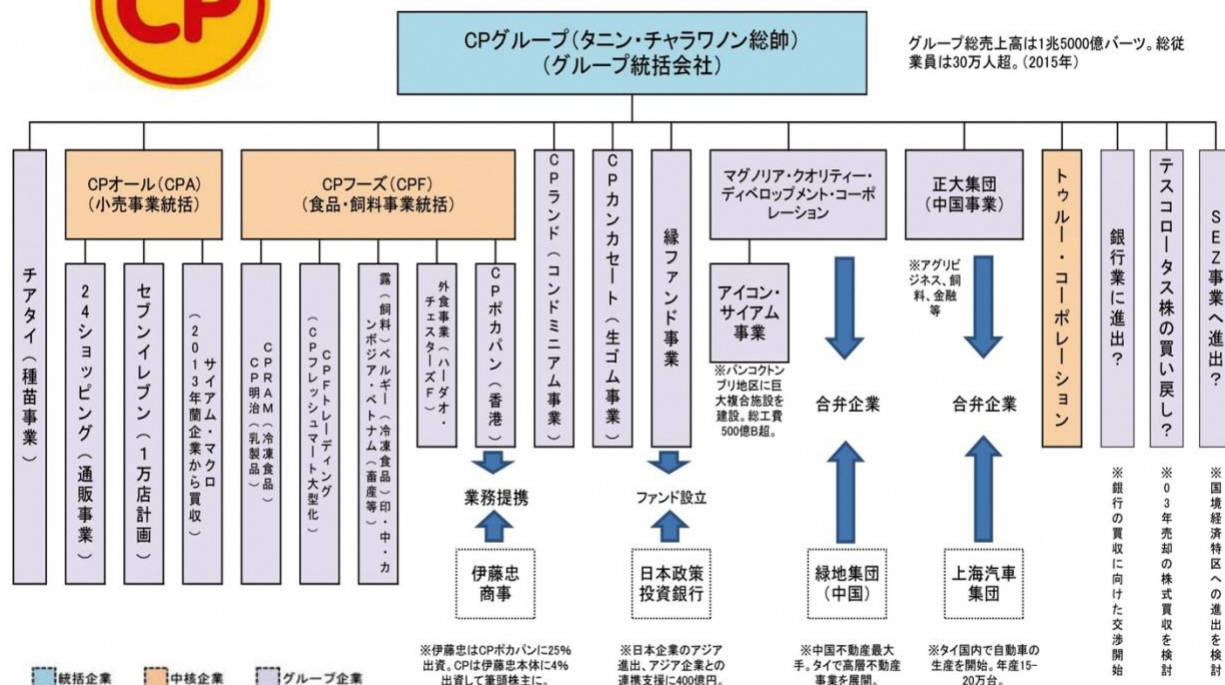 CP
CPグループ(タニン・チャラワノン総帥)
(グループ統括会社)
グループ総売上高は1兆5000億バーツ。総従
業員は30万人超。(2015年)
チアタイ(種苗事業)
CPオール(CPA)
(小売事業統括)
24ショッピング(通販事業)
セブンイレブン(1万店計画)
サイアム・マクロ
(2013年蘭企業から買収)
CPフーズ(CPF)
(食品・飼料事業統括)
CPRAM(冷凍食品)
CP明治(乳製品)
CPFトレーディング
(CPフレッシュマート大型化)
露(飼料)ベルギー(冷凍食品)印・中・カ
ンボジア・ベトナム(畜産等)
外食事業(ハーダオ・
チェスターズF)
CPポカパン(香港)
業務提携
伊藤忠
商事
※伊藤忠はCPポカパンに25%
出資。CPは伊藤忠本体に4%
出資して筆頭株主に。
CPランド(コンドミニアム事業)
CPカンカセート(生ゴム事業)
縁ファンド事業
ファンド設立
日本政策
投資銀行
※日本企業のアジア
進出、アジア企業との
連携支援に400億円。
マグノリア・クオリティー・
ディベロップメント・コーポ
レーション
アイコン・
サイアム
事業
※バンコクトン
ブリ地区に巨
大複合施設を
建設。総工費
500億B超。
合弁企業
緑地集団
(中国)
※中国不動産最大
手。タイで高層不動産
事業を展開。
正大集団
(中国事業)
※アグリビ
ジネス、飼
料、金融
等
合弁企業
上海汽車
集団
※タイ国内で自動車の
生産を開始。年産15-
20万台。
トゥルー・コーポレーション
銀行業に進出?
※銀行の買収に向けた交渉開始
テスコロータス株の買い戻し?
※03年売却の株式買収を検討
SEZ事業へ進出?
※国境経済特区への進出を検討
統括企業
中核企業
グループ企業